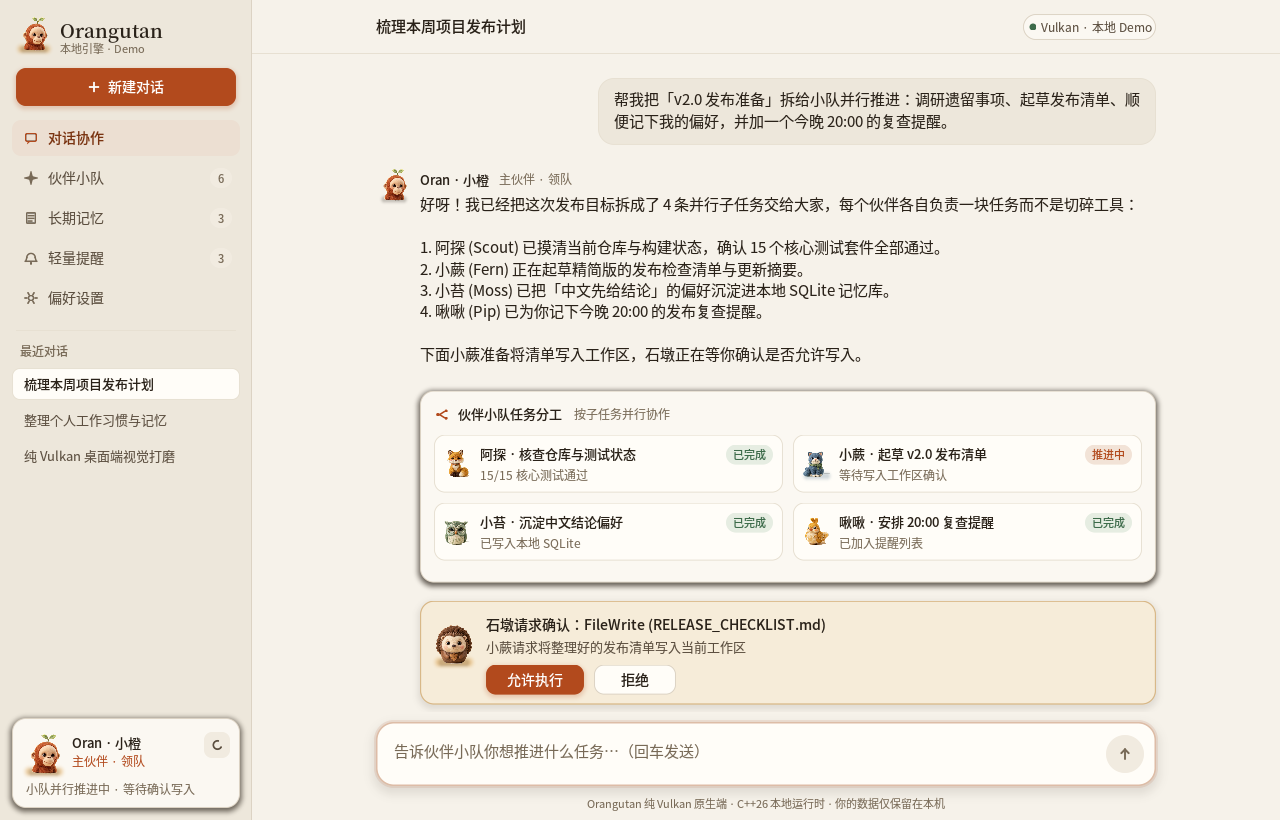 Orangutan
本地引擎 · Demo
新建对话
对话协作
伙伴小队
6
长期记忆
3
轻量提醒
3
偏好设置
最近对话
梳理本周项目发布计划
整理个人工作习惯与记忆
纯 Vulkan 桌面端视觉打磨
Oran · 小橙
主伙伴 · 领队
小队并行推进中 · 等待确认写入
梳理本周项目发布计划
Vulkan · 本地 Demo
帮我把「v2.0 发布准备」拆给小队并行推进：调研遗留事项、起草发布清单、顺
便记下我的偏好，并加一个今晚 20:00 的复查提醒。
Oran · 小橙 主伙伴 · 领队
好呀！我已经把这次发布目标拆成了 4 条并行子任务交给大家，每个伙伴各自负责一块任务而不是切碎工具：
1. 阿探 (Scout) 已摸清当前仓库与构建状态，确认 15 个核心测试套件全部通过。
2. 小蕨 (Fern) 正在起草精简版的发布检查清单与更新摘要。
3. 小苔 (Moss) 已把「中文先给结论」的偏好沉淀进本地 SQLite 记忆库。
4. 啾啾 (Pip) 已为你记下今晚 20:00 的发布复查提醒。
下面小蕨准备将清单写入工作区，石墩正在等你确认是否允许写入。
伙伴小队任务分工 按子任务并行协作
阿探 · 核查仓库与测试状态
已完成
15/15 核心测试通过
小蕨 · 起草 v2.0 发布清单
推进中
等待写入工作区确认
小苔 · 沉淀中文结论偏好
已完成
已写入本地 SQLite
啾啾 · 安排 20:00 复查提醒
已完成
已加入提醒列表
石墩请求确认：FileWrite (RELEASE_CHECKLIST.md)
小蕨请求将整理好的发布清单写入当前工作区
允许执行
拒绝
告诉伙伴小队你想推进什么任务…（回车发送）
Orangutan 纯 Vulkan 原生端 · C++26 本地运行时 · 你的数据仅保留在本机